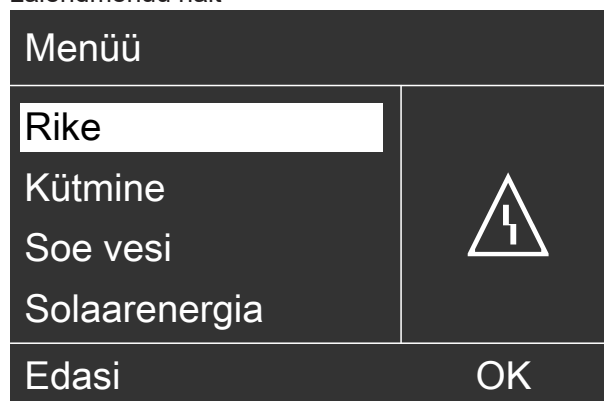 Menüü
Rike
Kütmine
Soe vesi
Solaarenergia
Edasi OK